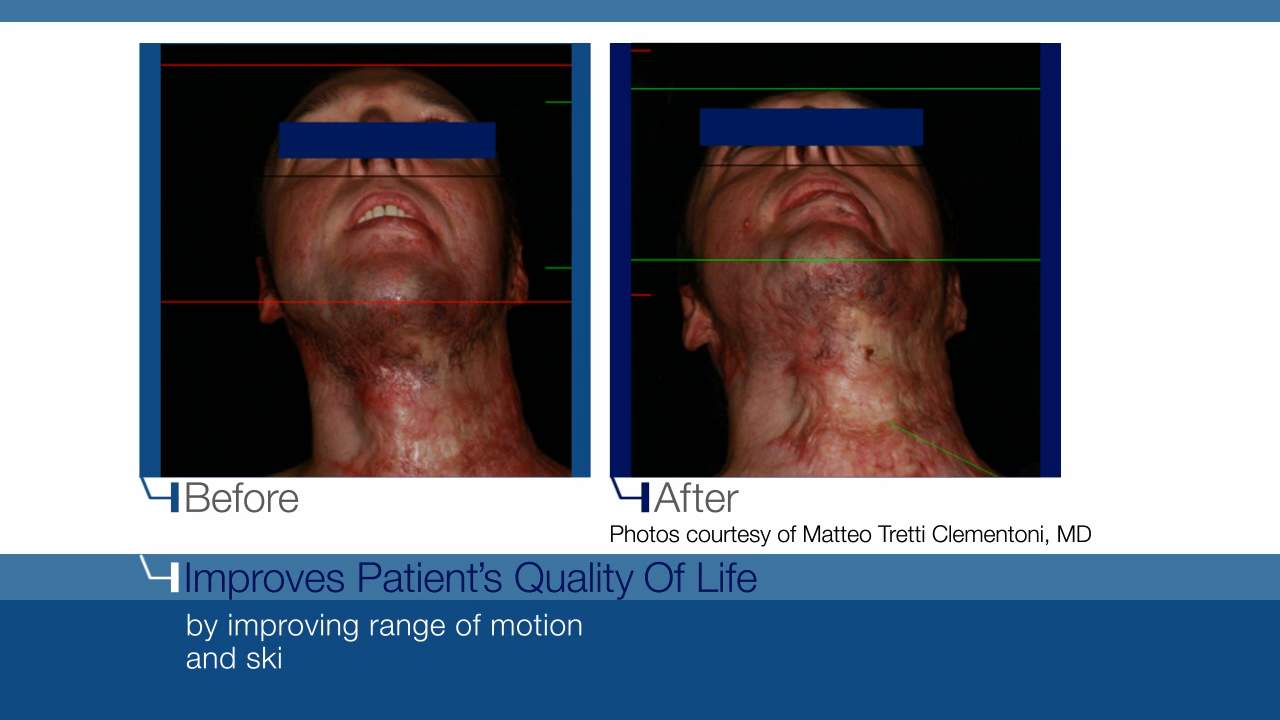 Before
After
Photos courtesy of Matteo Tretti Clementoni, MD
Improves Patient's Quality Of Life
by improving range of motion
and ski